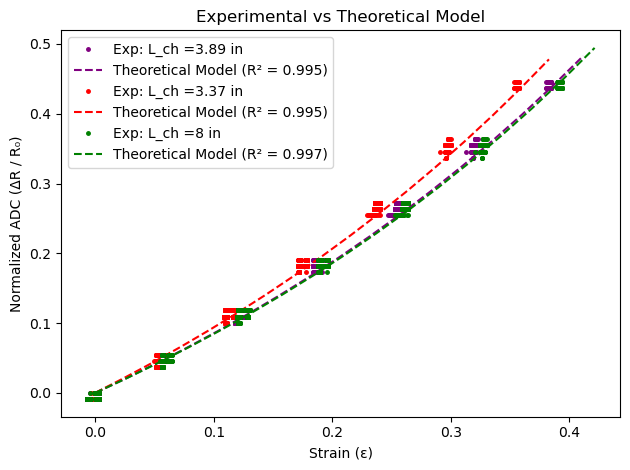 Experimental vs Theoretical Model
Exp: L_ch =3.89 in
Theoretical Model (R² = 0.995)
Exp: L_ch =3.37 in
Theoretical Model (R² = 0.995)
Exp: L_ch =8 in
Theoretical Model (R² = 0.997)
Normalized ADC (ΔR / R₀)
0.5
0.4
0.3
0.2
0.1
0.0
0.0 0.1 0.2 0.3 0.4
Strain (ε)